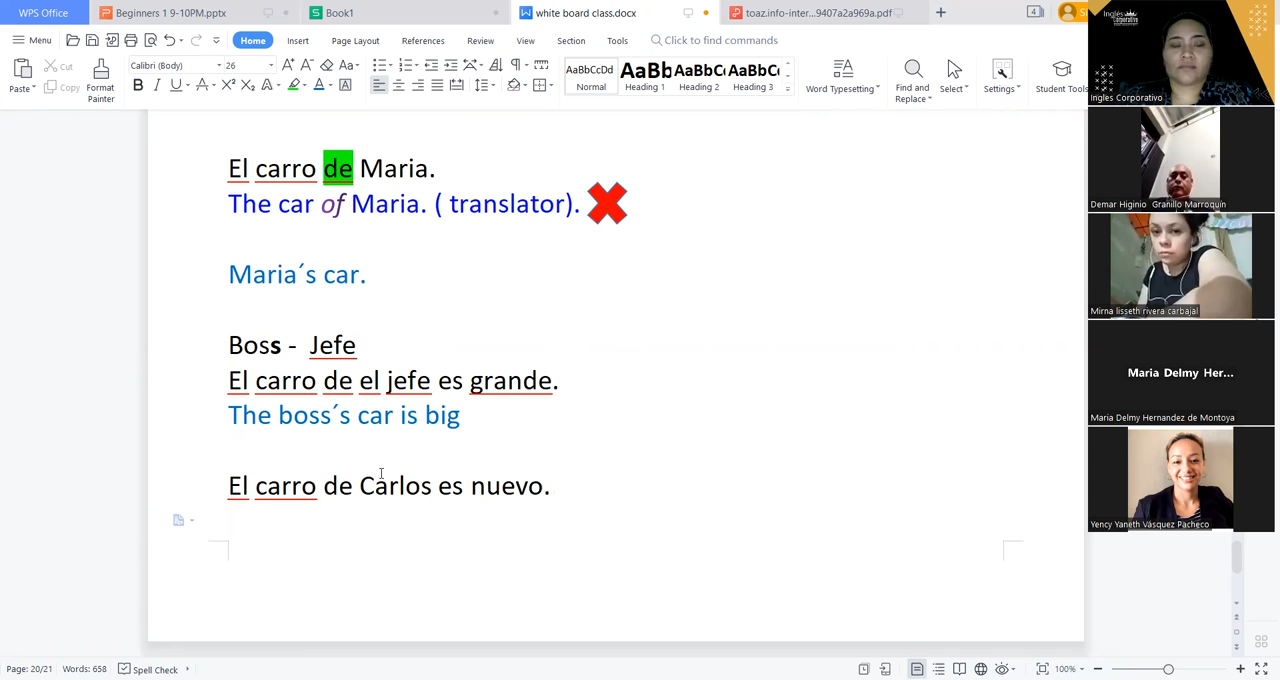 WPS Office
Beginners 1 9-10PM.pptx
Book1
white board class.docx
toaz.info-inter...9407a2a969a.pdf
Menu
Home
Insert
Page Layout
References
Review
View
Section
Tools
Click to find commands
Paste
Cut
Copy
Format Painter
Calibri (Body)
26
AaBbCcDd
Normal
AaBb
Heading 1
AaBbC
Heading 2
AaBbC
Heading 3
Word Typesetting
Find and Replace
Select
Settings
Student Tools
El carro de Maria.
The car of Maria. ( translator).
Maria´s car.
Boss - Jefe
El carro de el jefe es grande.
The boss´s car is big
El carro de Carlos es nuevo.
Inglés Corporativo
Ingles Corporativo
Demar Higinio Granillo Marroquín
Mirna lisseth rivera carbajal
Maria Delmy Her...
Maria Delmy Hernandez de Montoya
Yency Yaneth Vásquez Pacheco
Page: 20/21
Words: 658
Spell Check
100%